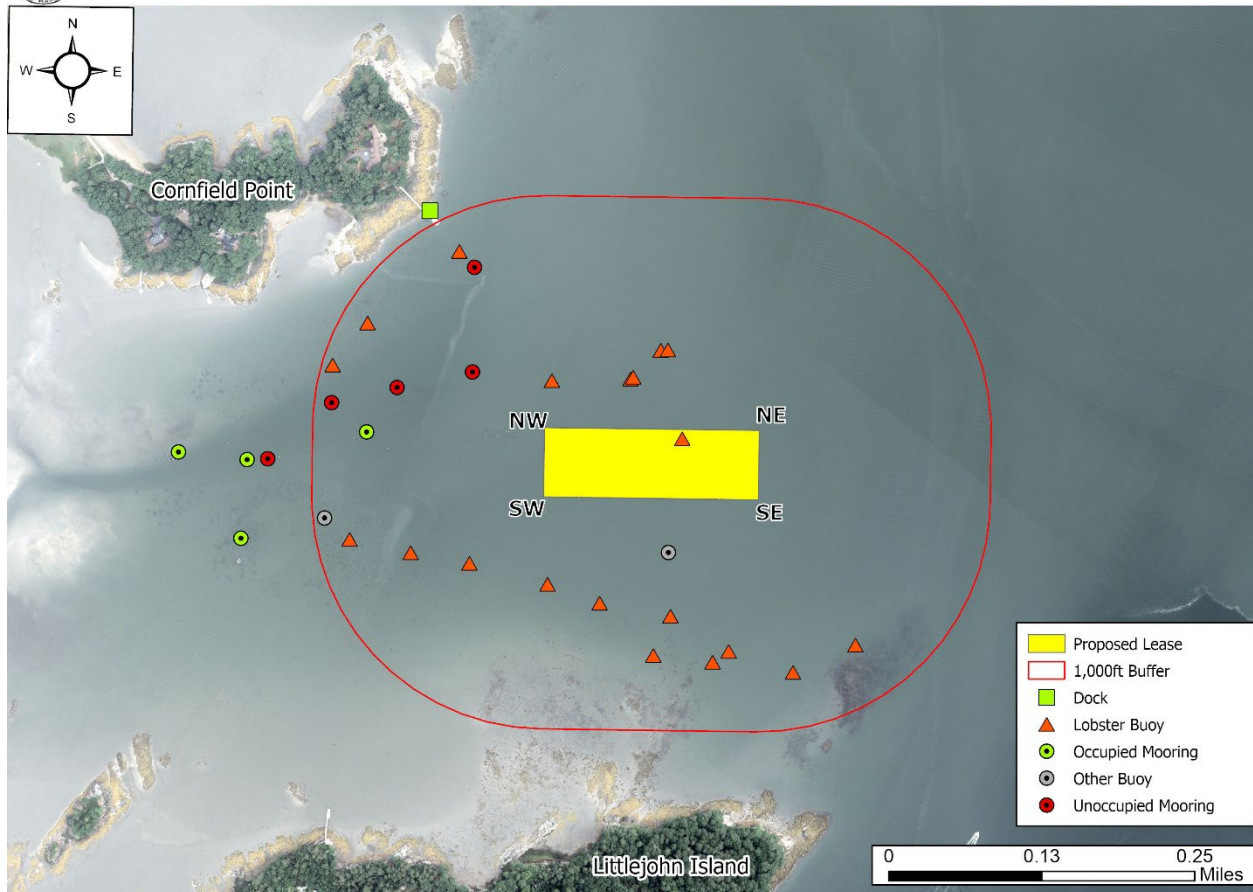 N
W E
S
Cornfield Point
NW
NE
SW
SE
Proposed Lease
1,000ft Buffer
Dock
Lobster Buoy
Occupied Mooring
Other Buoy
Unoccupied Mooring
Littlejohn Island
0 0.13 0.25
Miles